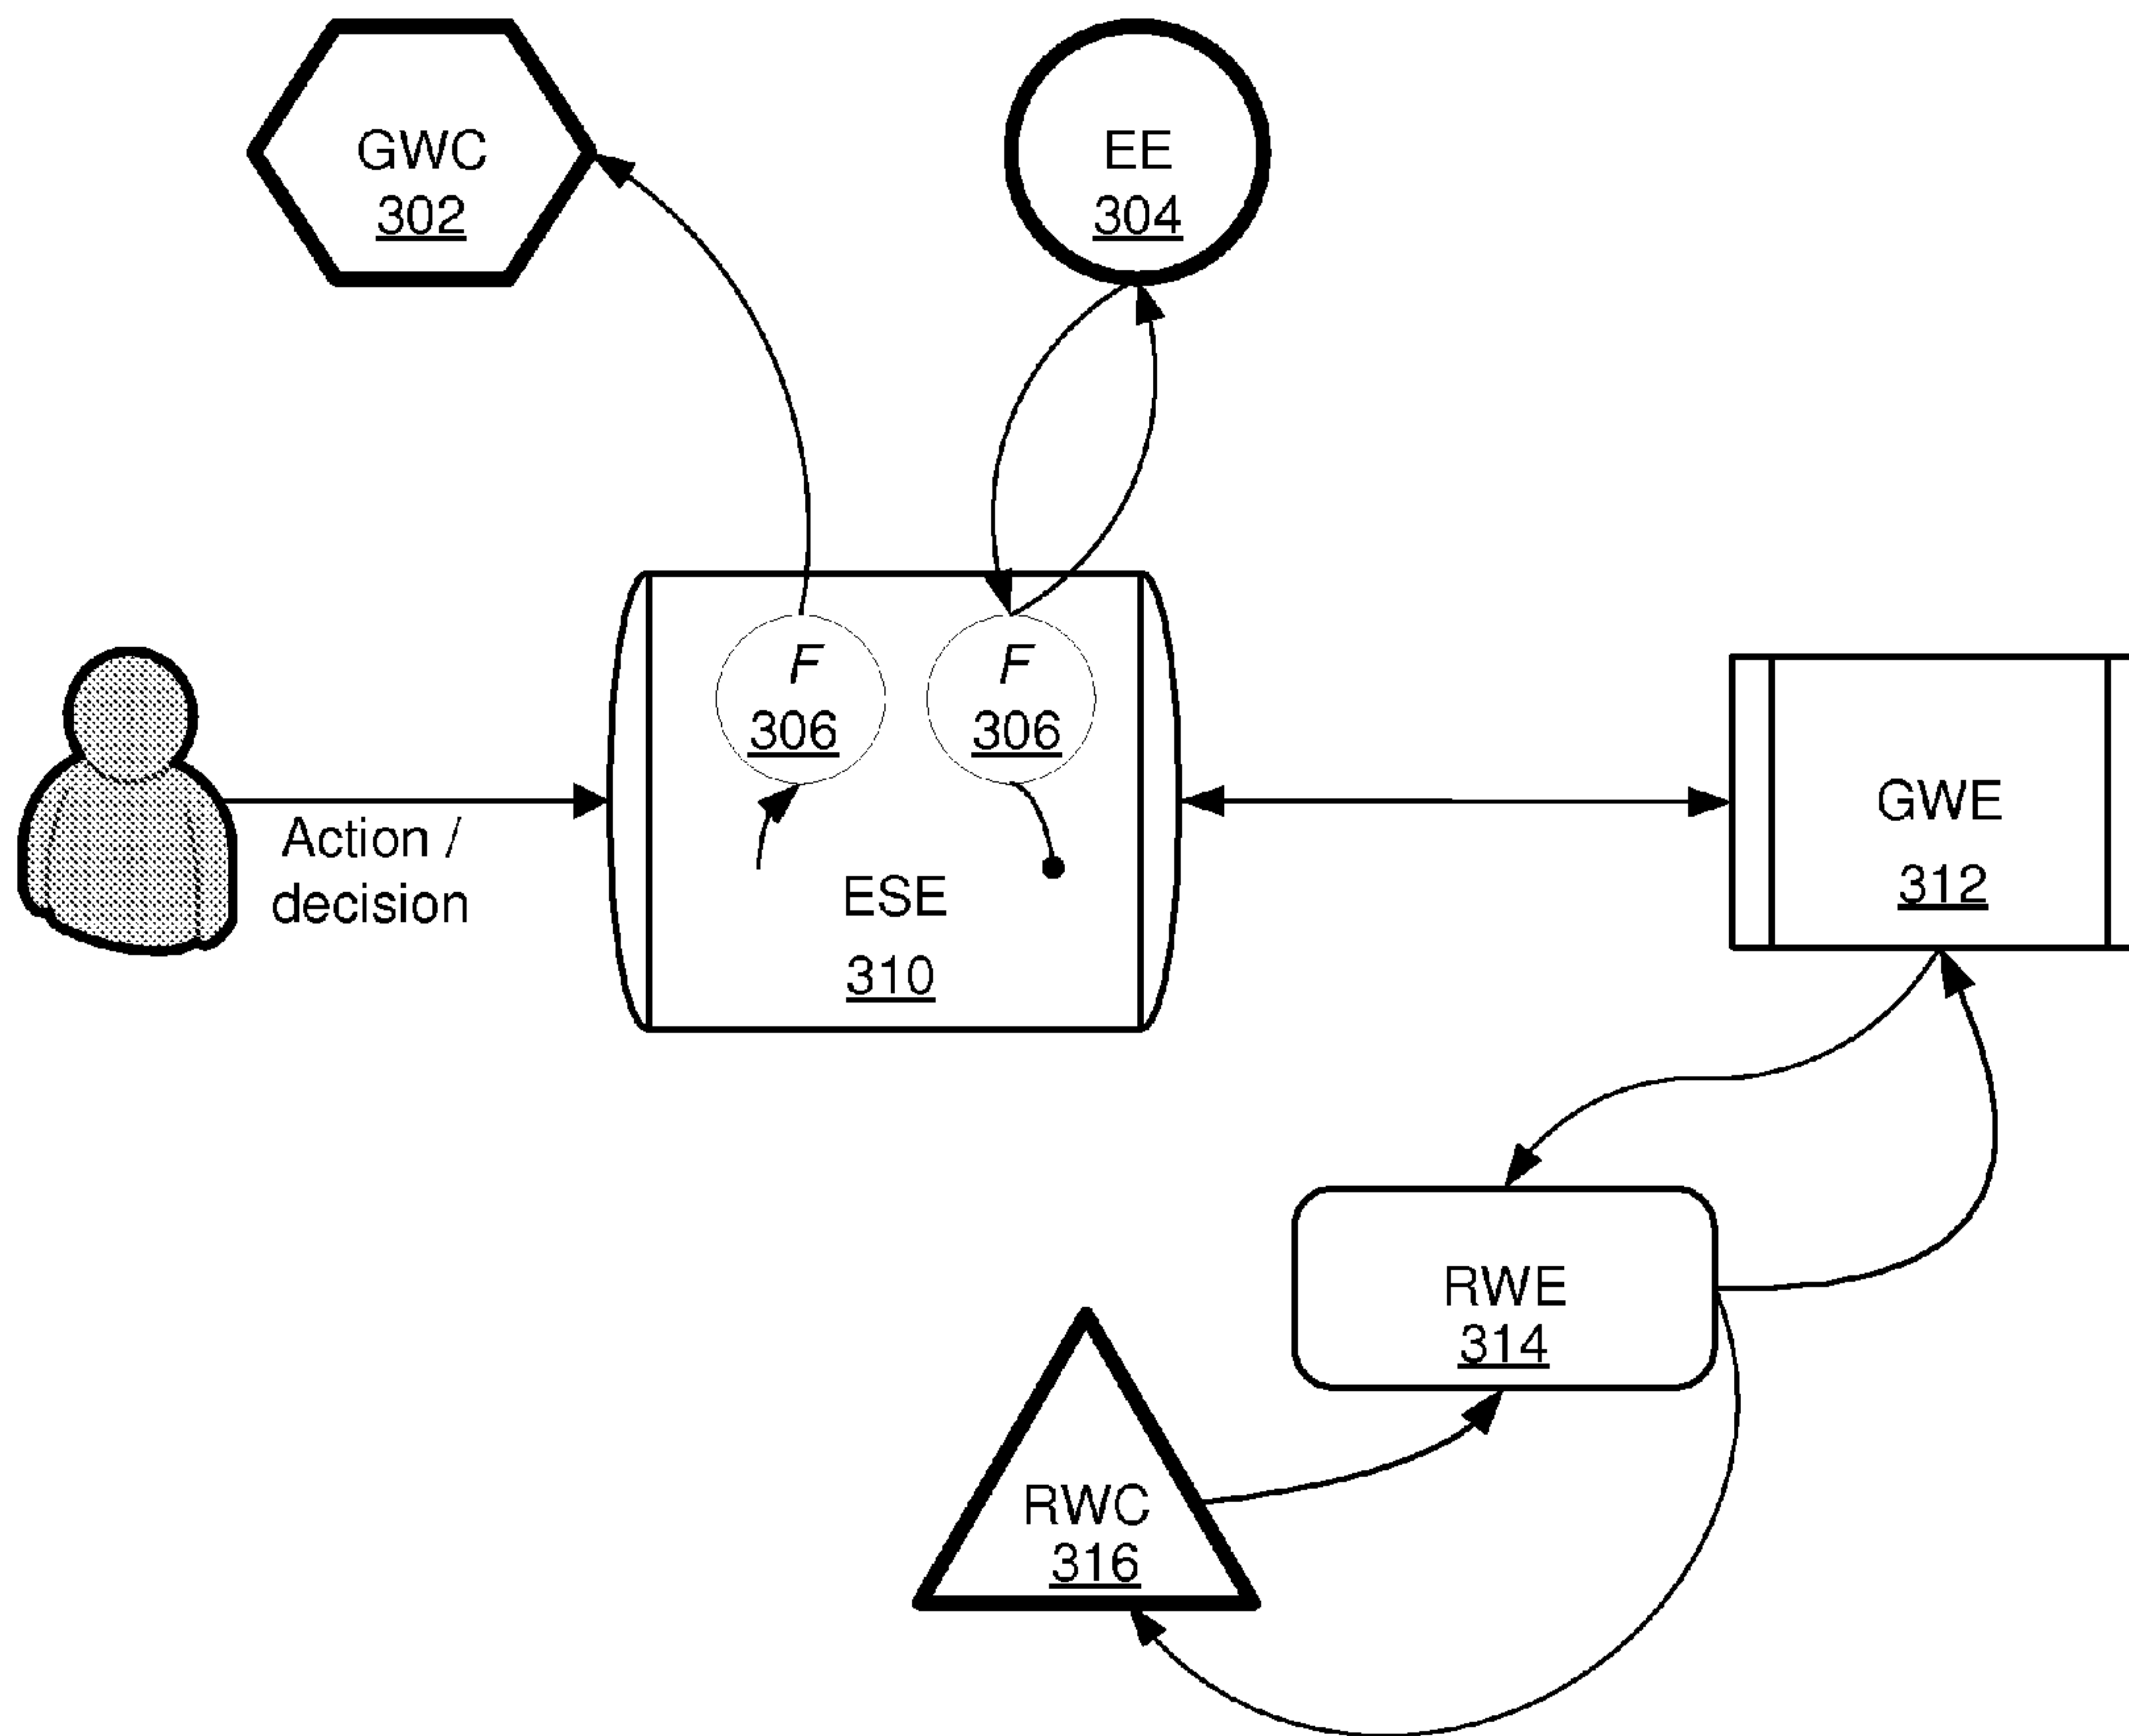 GWC
302
EE
304
F
306
F
306
Action /
decision
ESE
310
GWE
312
RWE
314
RWC
316